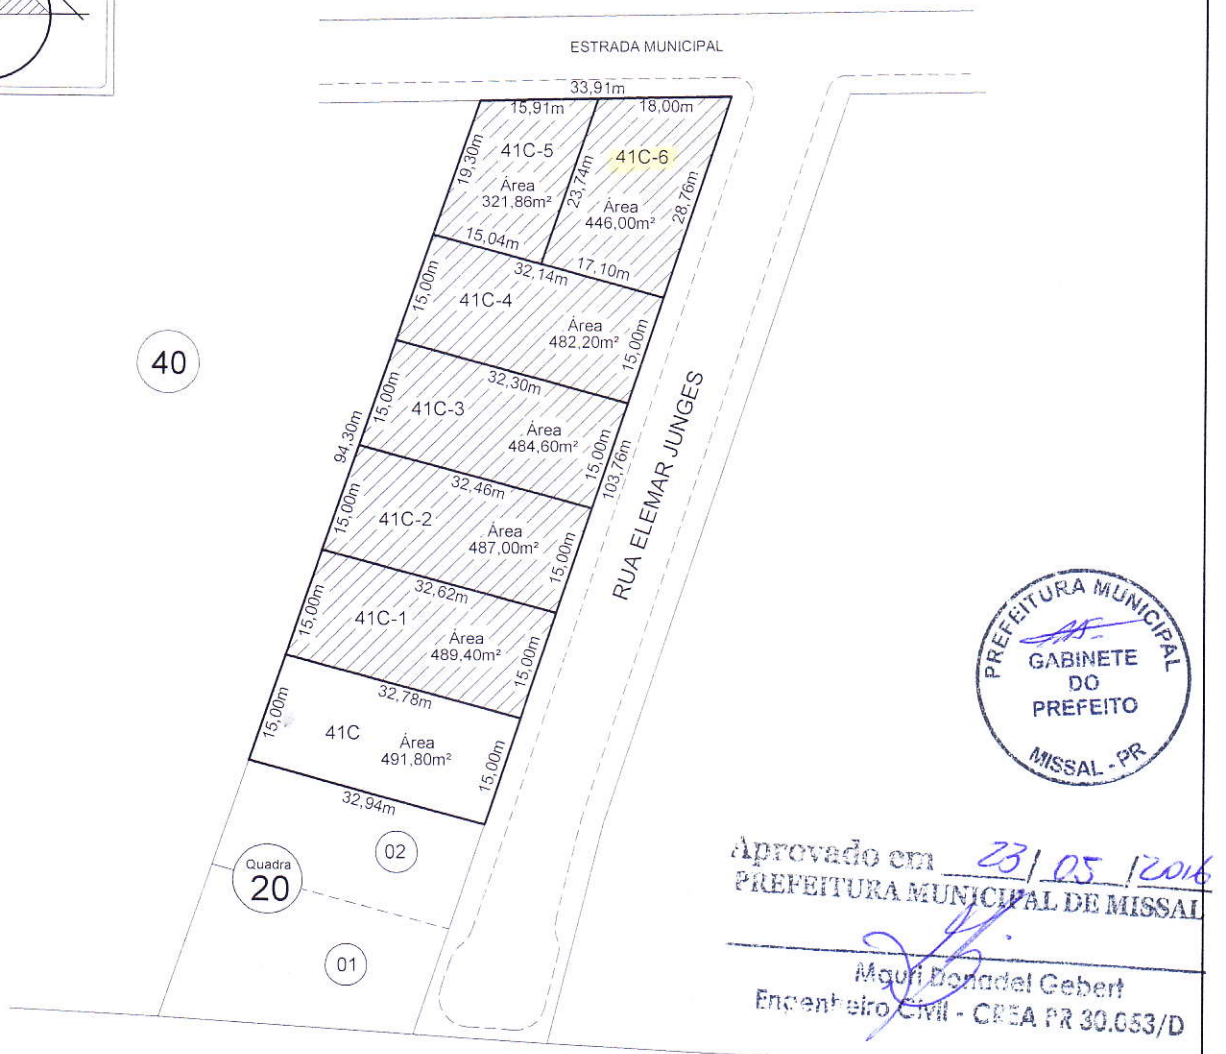 ESTRADA MUNICIPAL
33,91m
15,91m
18,00m
41C-5
41C-6
19,30m
23,74m
28,76m
Área
321,86m²
Área
446,00m²
15,04m
17,10m
32,14m
15,00m
41C-4
Área
482,20m²
15,00m
32,30m
15,00m
41C-3
Área
484,60m²
15,00m
94,30m
103,76m
RUA ELEMAR JUNGES
32,46m
15,00m
41C-2
Área
487,00m²
15,00m
32,62m
15,00m
41C-1
Área
489,40m²
15,00m
32,78m
15,00m
41C
Área
491,80m²
15,00m
32,94m
40
02
Quadra
20
01
PREFEITURA MUNICIPAL
GABINETE
DO
PREFEITO
MISSAL - PR
Aprovado em 23/05/2016
PREFEITURA MUNICIPAL DE MISSAL
Mauri Donadel Gebert
Engenheiro Civil - CREA PR 30.053/D